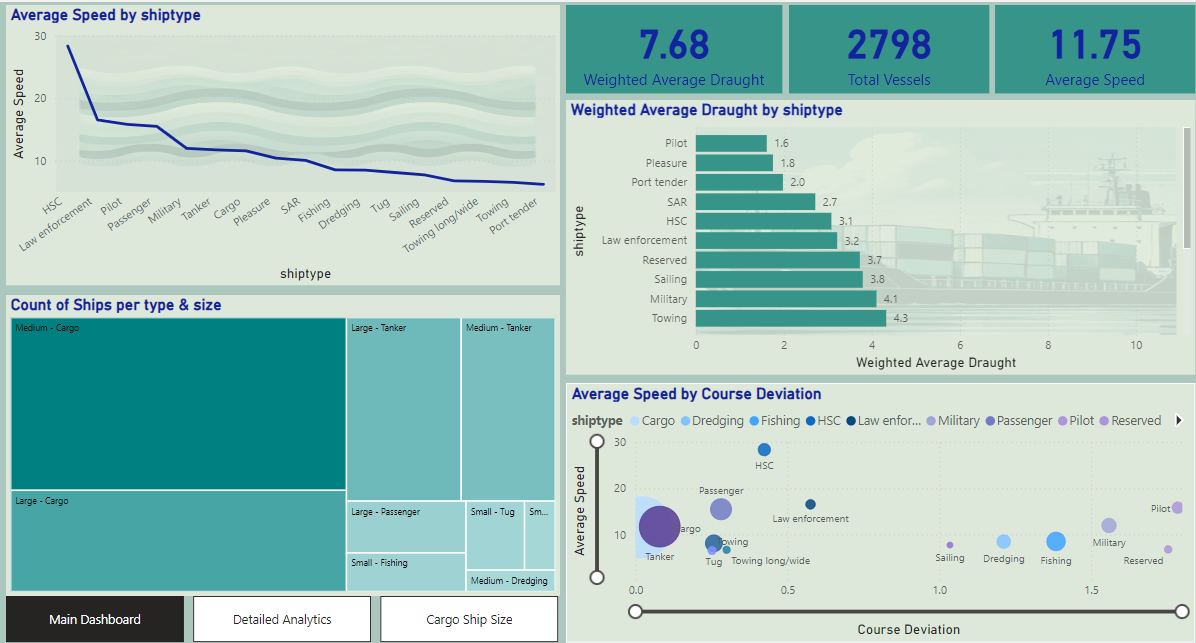 Average Speed by shiptype
30
20
10
Average Speed
HSC
Law enforcement
Pilot
Passenger
Military
Tanker
Cargo
Pleasure
SAR
Fishing
Dredging
Tug
Sailing
Reserved
Towing long/wide
Towing
Port tender
shiptype
7.68
Weighted Average Draught
2798
Total Vessels
11.75
Average Speed
Weighted Average Draught by shiptype
shiptype
Pilot 1.6
Pleasure 1.8
Port tender 2.0
SAR 2.7
HSC 3.1
Law enforcement 3.2
Reserved 3.7
Sailing 3.8
Military 4.1
Towing 4.3
0 2 4 6 8 10
Weighted Average Draught
Count of Ships per type & size
Medium - Cargo
Large - Tanker
Medium - Tanker
Large - Cargo
Large - Passenger
Small - Tug
Sm...
Small - Fishing
Medium - Dredging
Average Speed by Course Deviation
shiptype Cargo Dredging Fishing HSC Law enfor... Military Passenger Pilot Reserved
Average Speed
30
20
10
HSC
Passenger
Law enforcement
Pilot
Cargo
Tanker
Towing
Tug
Towing long/wide
Sailing
Dredging
Fishing
Military
Reserved
0.0 0.5 1.0 1.5
Course Deviation
Main Dashboard
Detailed Analytics
Cargo Ship Size